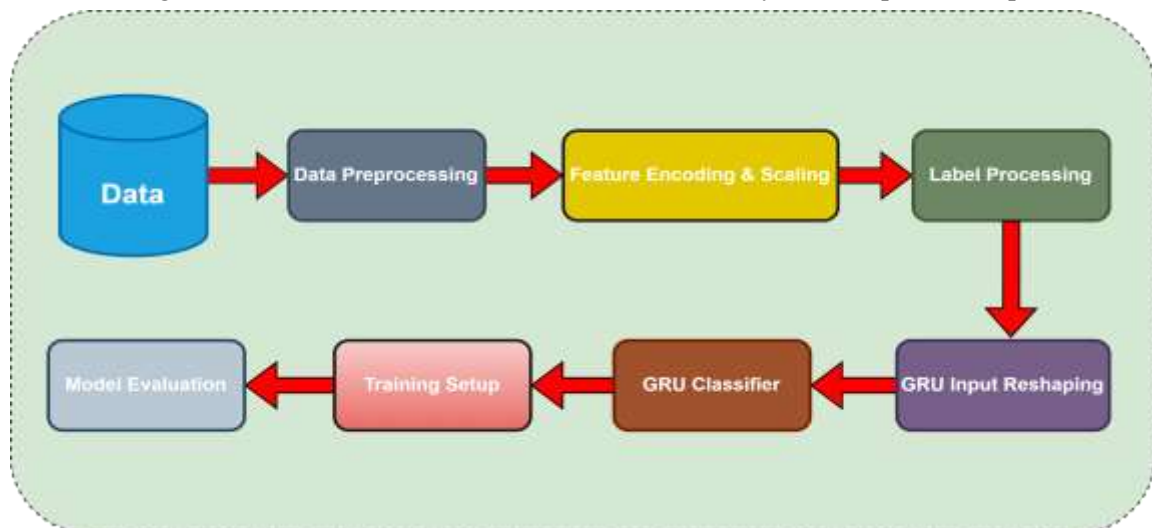 Data
Data Preprocessing
Feature Encoding & Scaling
Label Processing
GRU Input Reshaping
GRU Classifier
Training Setup
Model Evaluation